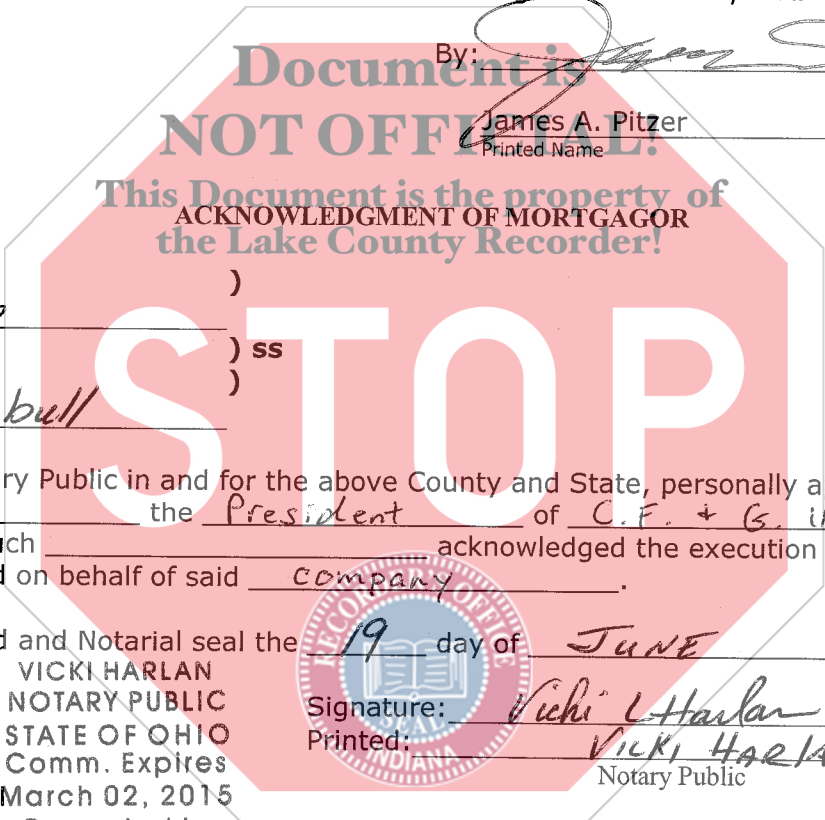 By:
Document is
NOT OFFICIAL!
James A. Pitzer
Printed Name
This Document is the property of
ACKNOWLEDGMENT OF MORTGAGOR
the Lake County Recorder!
)
) ss
)
bull
STOP
ry Public in and for the above County and State, personally a
the President of C.F. & G. i
ch acknowledged the execution
d on behalf of said company.
d and Notarial seal the 19 day of JUNE
VICKI HARLAN
NOTARY PUBLIC
STATE OF OHIO
Comm. Expires
March 02, 2015
Signature: Vicki L Harlan
Printed: VICKI HARLA
Notary Public
SEAL
INDIANA